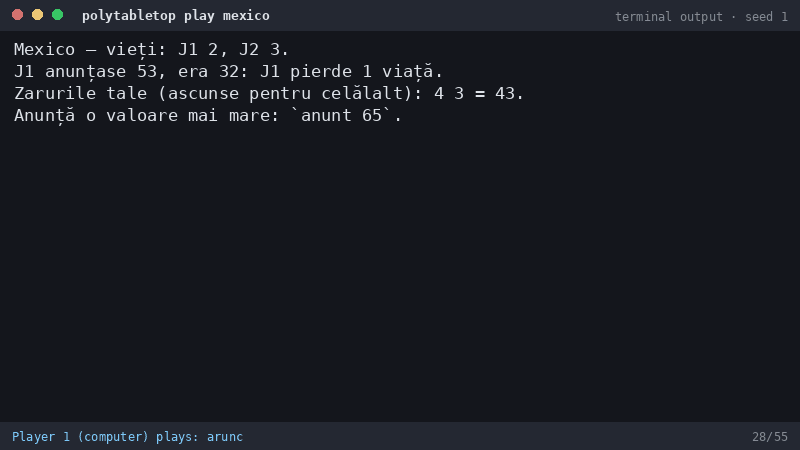 polytabletop play mexico
terminal output · seed 1
Mexico — vieți: J1 2, J2 3.
J1 anunțase 53, era 32: J1 pierde 1 viață.
Zarurile tale (ascunse pentru celălalt): 4 3 = 43.
Anunță o valoare mai mare: `anunt 65`.
Player 1 (computer) plays: arunc
28/55